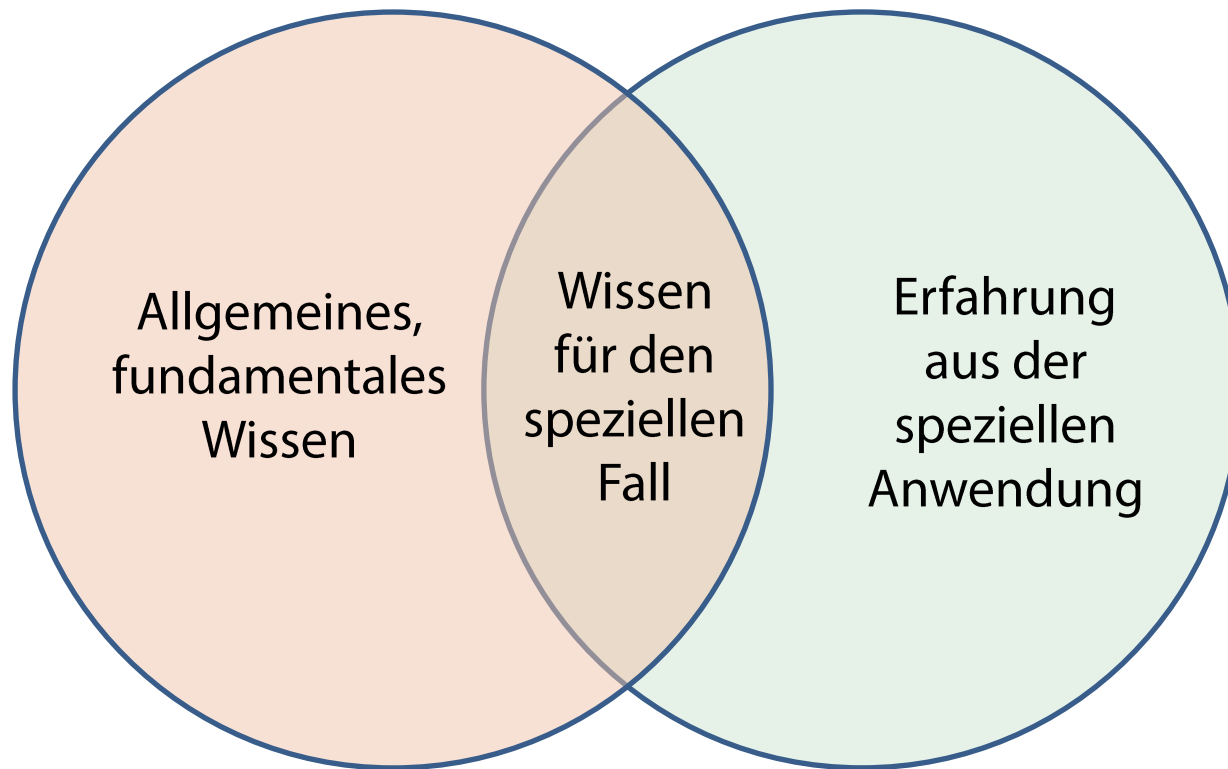 Allgemeines,
fundamentales
Wissen
Wissen
für den
speziellen
Fall
Erfahrung
aus der
speziellen
Anwendung